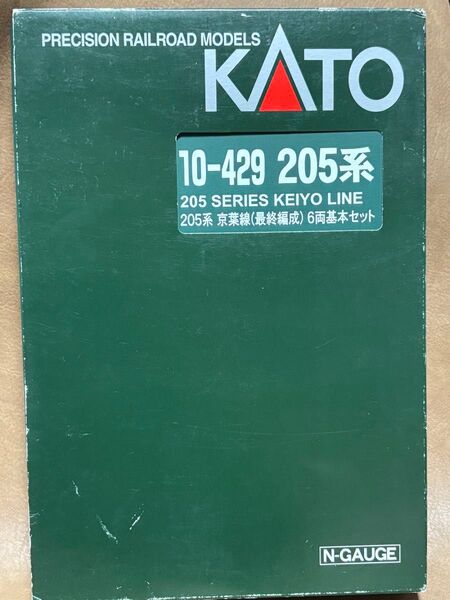 PRECISION RAILROAD MODELS
KATO
10-429 205系
205 SERIES KEIYO LINE
205系 京葉線(最終編成) 6両基本セット
N-GAUGE